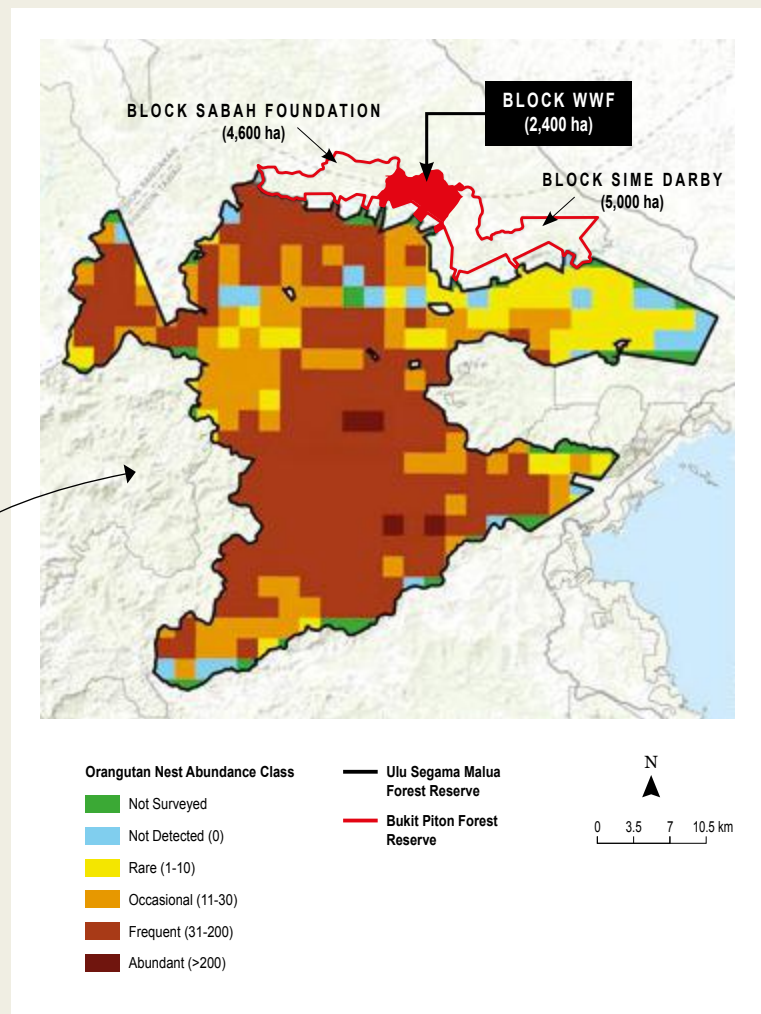 BLOCK SABAH FOUNDATION
(4,600 ha)
BLOCK WWF
(2,400 ha)
BLOCK SIME DARBY
(5,000 ha)
Orangutan Nest Abundance Class
Not Surveyed
Not Detected (0)
Rare (1-10)
Occasional (11-30)
Frequent (31-200)
Abundant (>200)
Ulu Segama Malua
Forest Reserve
Bukit Piton Forest
Reserve
N
0 3.5 7 10.5 km